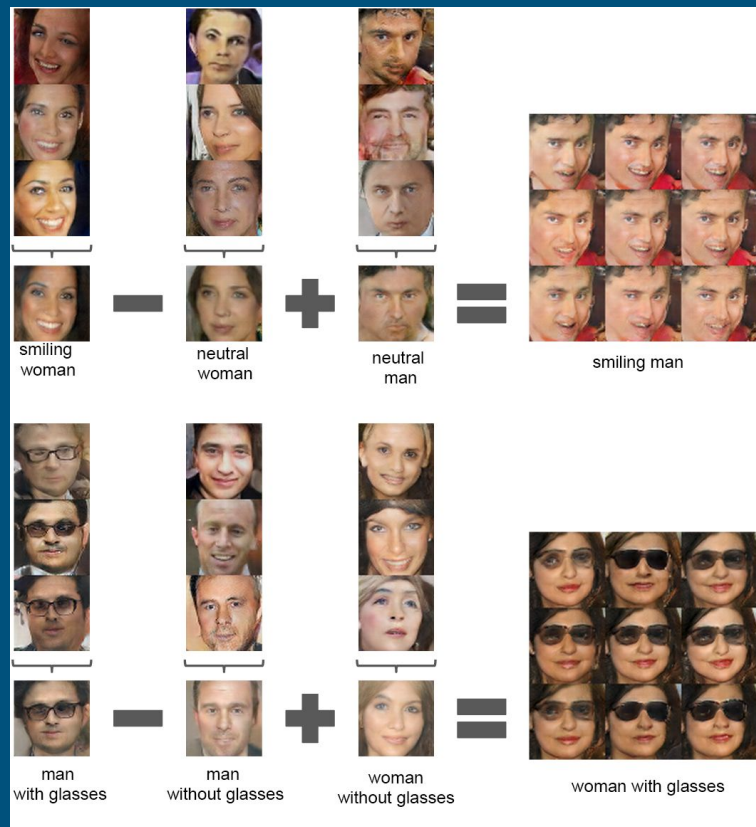 smiling
woman
neutral
woman
neutral
man
smiling man
man
with glasses
man
without glasses
woman
without glasses
woman with glasses